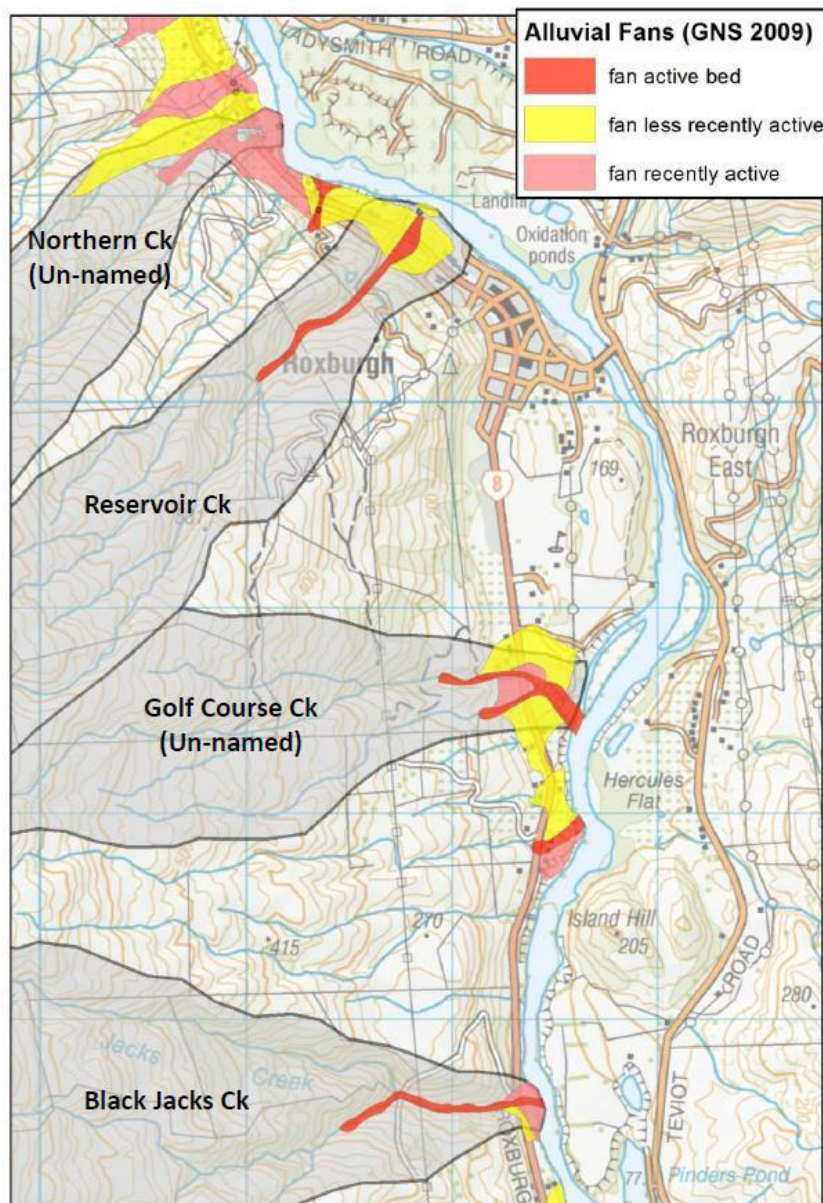 Alluvial Fans (GNS 2009)
fan active bed
fan less recently active
fan recently active
LADYSMITH ROAD
Landfill
Oxidation
ponds
Northern Ck
(Un-named)
Roxburgh
Roxburgh
East
169
8
Reservoir Ck
400
Golf Course Ck
(Un-named)
Hercules
Flat
Island Hill
205
270
415
ROAD
280
Jacks
Creek
Black Jacks Ck
TEVIOT
ROXBURGH
77
Pinders Pond